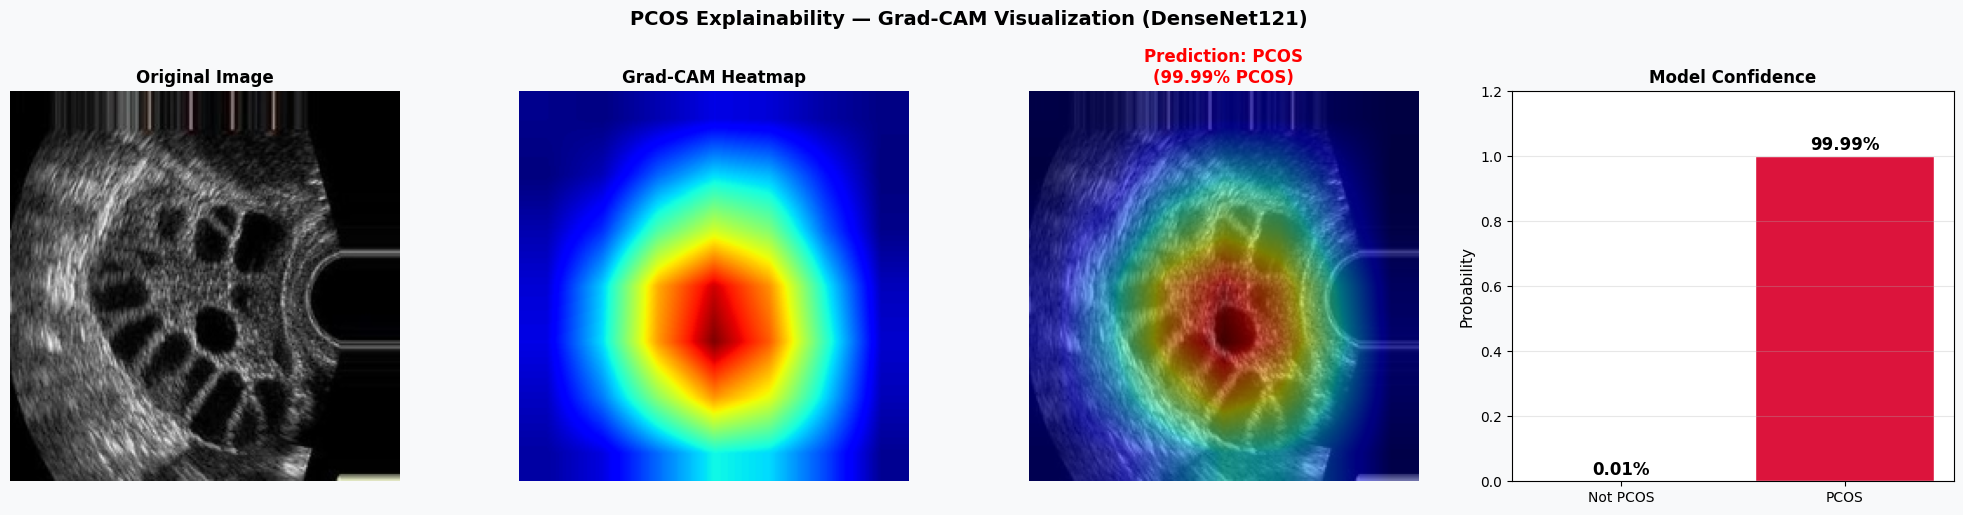 PCOS Explainability — Grad-CAM Visualization (DenseNet121)
Original Image
Grad-CAM Heatmap
Prediction: PCOS
(99.99% PCOS)
Model Confidence
Probability
1.2
1.0
0.8
0.6
0.4
0.2
0.0
99.99%
0.01%
Not PCOS
PCOS